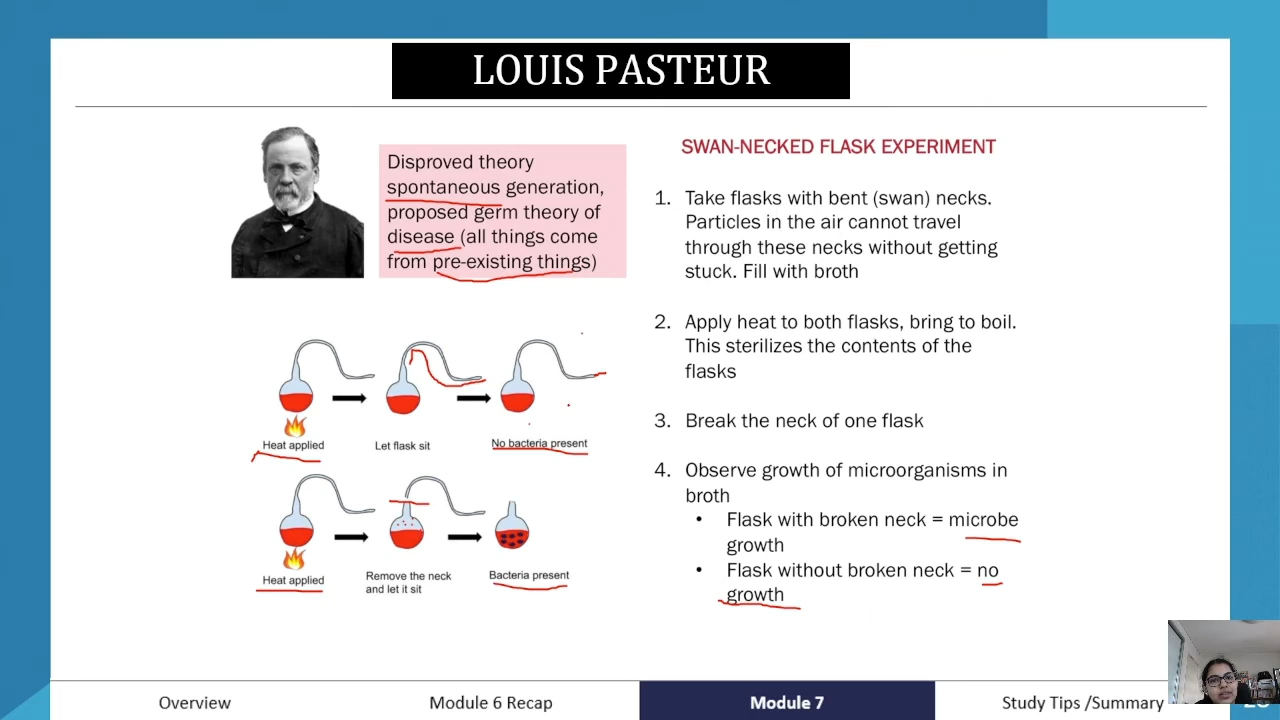 LOUIS PASTEUR
Disproved theory
spontaneous generation,
proposed germ theory of
disease (all things come
from pre-existing things)
SWAN-NECKED FLASK EXPERIMENT
1. Take flasks with bent (swan) necks.
Particles in the air cannot travel
through these necks without getting
stuck. Fill with broth
2. Apply heat to both flasks, bring to boil.
This sterilizes the contents of the
flasks
3. Break the neck of one flask
4. Observe growth of microorganisms in
broth
• Flask with broken neck = microbe
growth
• Flask without broken neck = no
growth
Heat applied
Let flask sit
No bacteria present
Heat applied
Remove the neck
and let it sit
Bacteria present
Overview
Module 6 Recap
Module 7
Study Tips /Summary